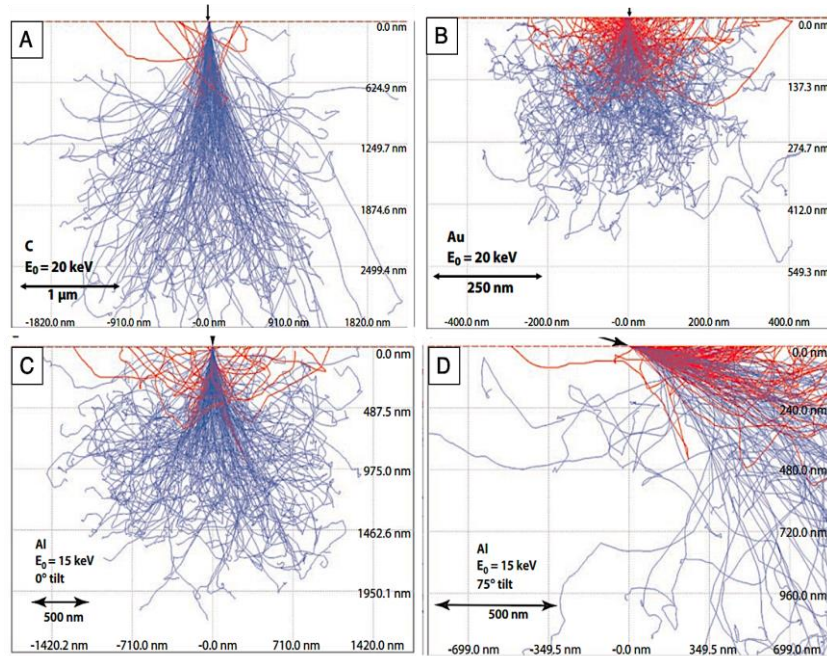 A
0.0 nm
624.9 nm
1249.7 nm
1874.6 nm
2499.4 nm
C
E₀ = 20 keV
1 µm
-1820.0 nm
-910.0 nm
-0.0 nm
910.0 nm
1820.0 nm
B
0.0 nm
137.3 nm
274.7 nm
412.0 nm
549.3 nm
Au
E₀ = 20 keV
250 nm
-400.0 nm
-200.0 nm
-0.0 nm
200.0 nm
400.0 nm
C
0.0 nm
487.5 nm
975.0 nm
1462.6 nm
1950.1 nm
Al
E₀ = 15 keV
0° tilt
500 nm
-1420.2 nm
-710.0 nm
-0.0 nm
710.0 nm
1420.0 nm
D
0.0 nm
240.0 nm
480.0 nm
720.0 nm
960.0 nm
Al
E₀ = 15 keV
75° tilt
500 nm
-699.0 nm
-349.5 nm
-0.0 nm
349.5 nm
699.0 nm